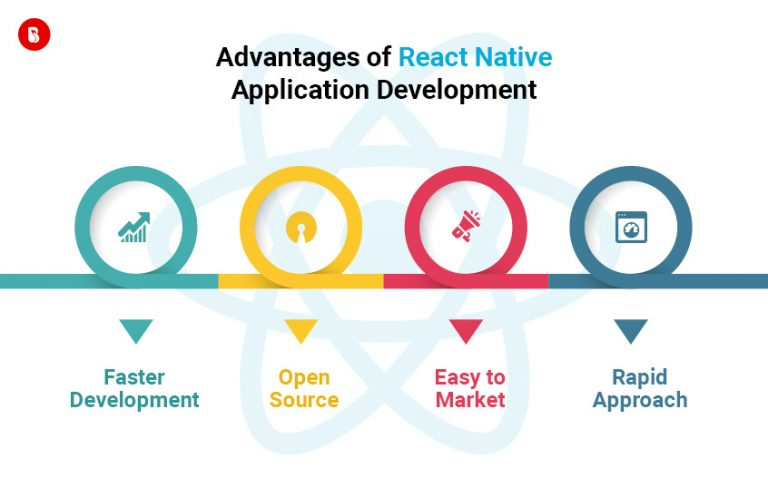 Advantages of React Native
Application Development
Faster
Development
Open
Source
Easy to
Market
Rapid
Approach